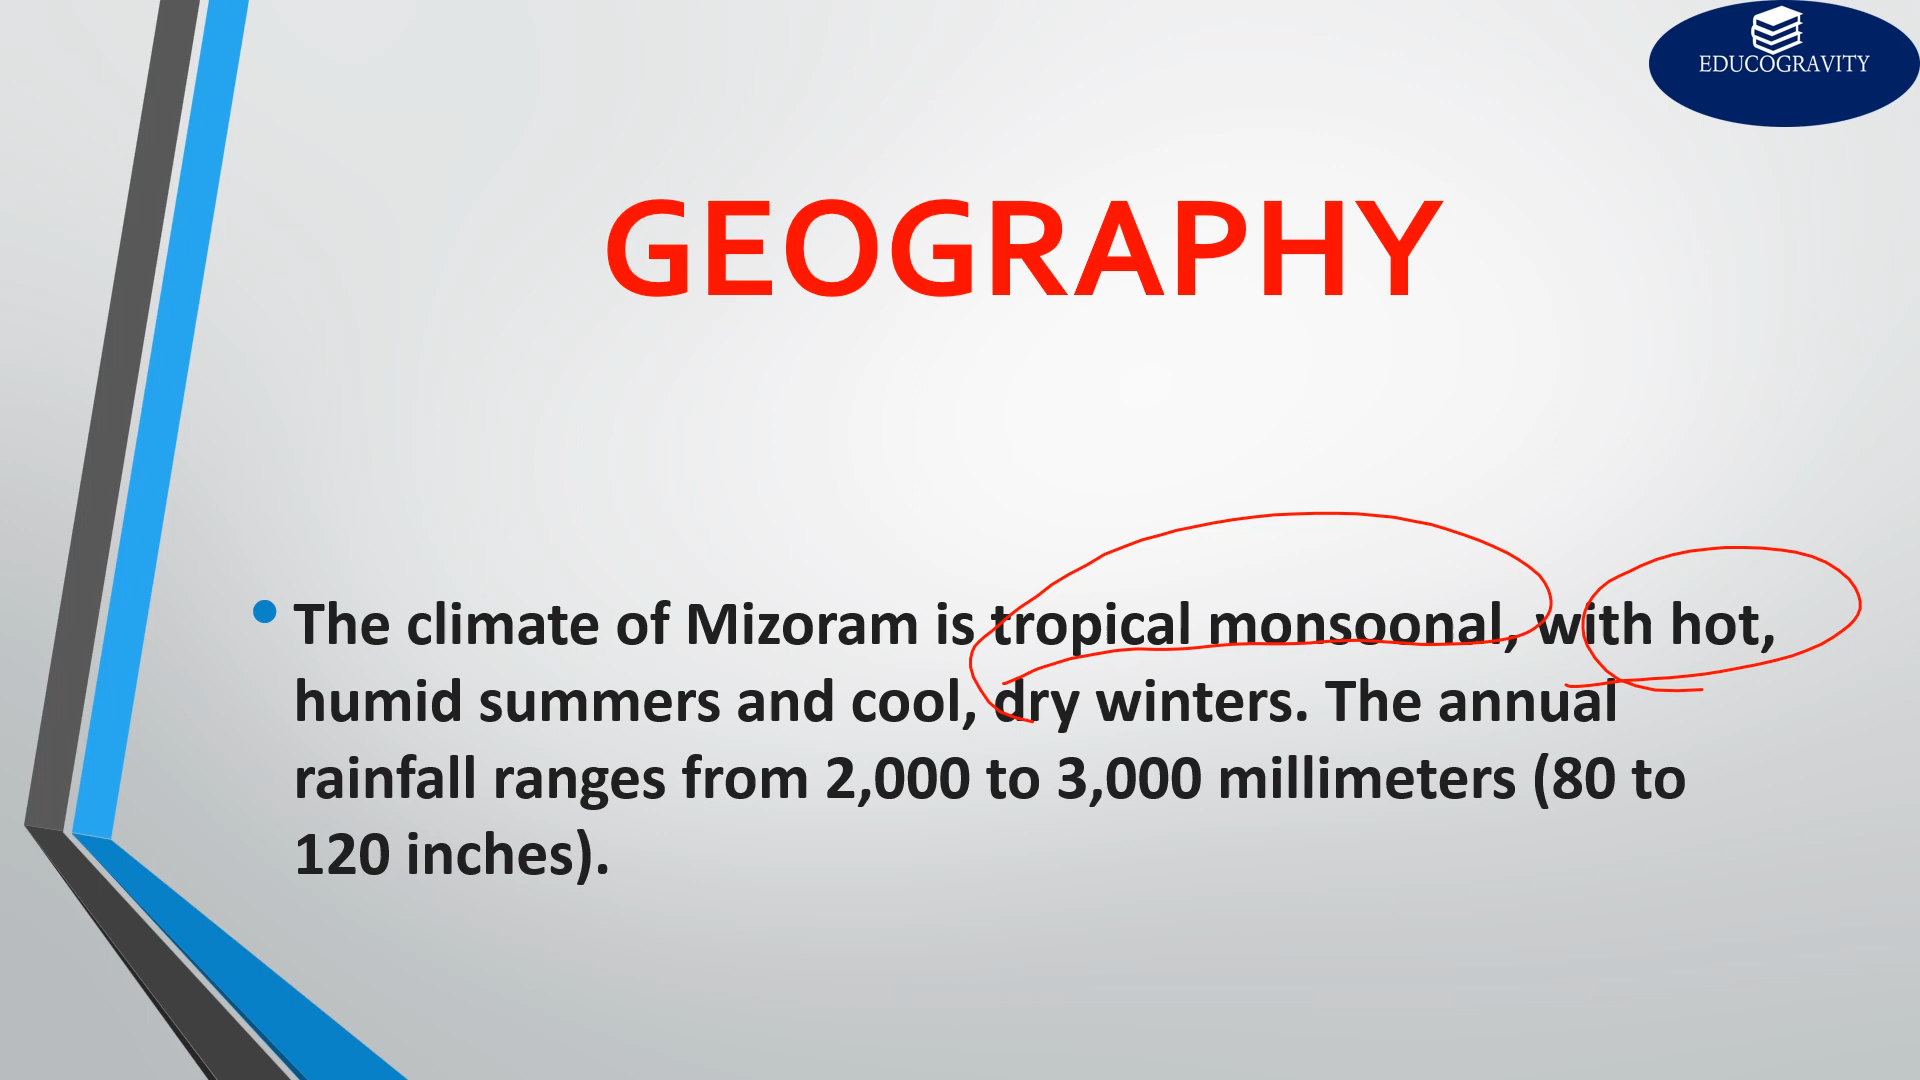 EDUCOGRAVITY
GEOGRAPHY
• The climate of Mizoram is tropical monsoonal, with hot,
humid summers and cool, dry winters. The annual
rainfall ranges from 2,000 to 3,000 millimeters (80 to
120 inches).